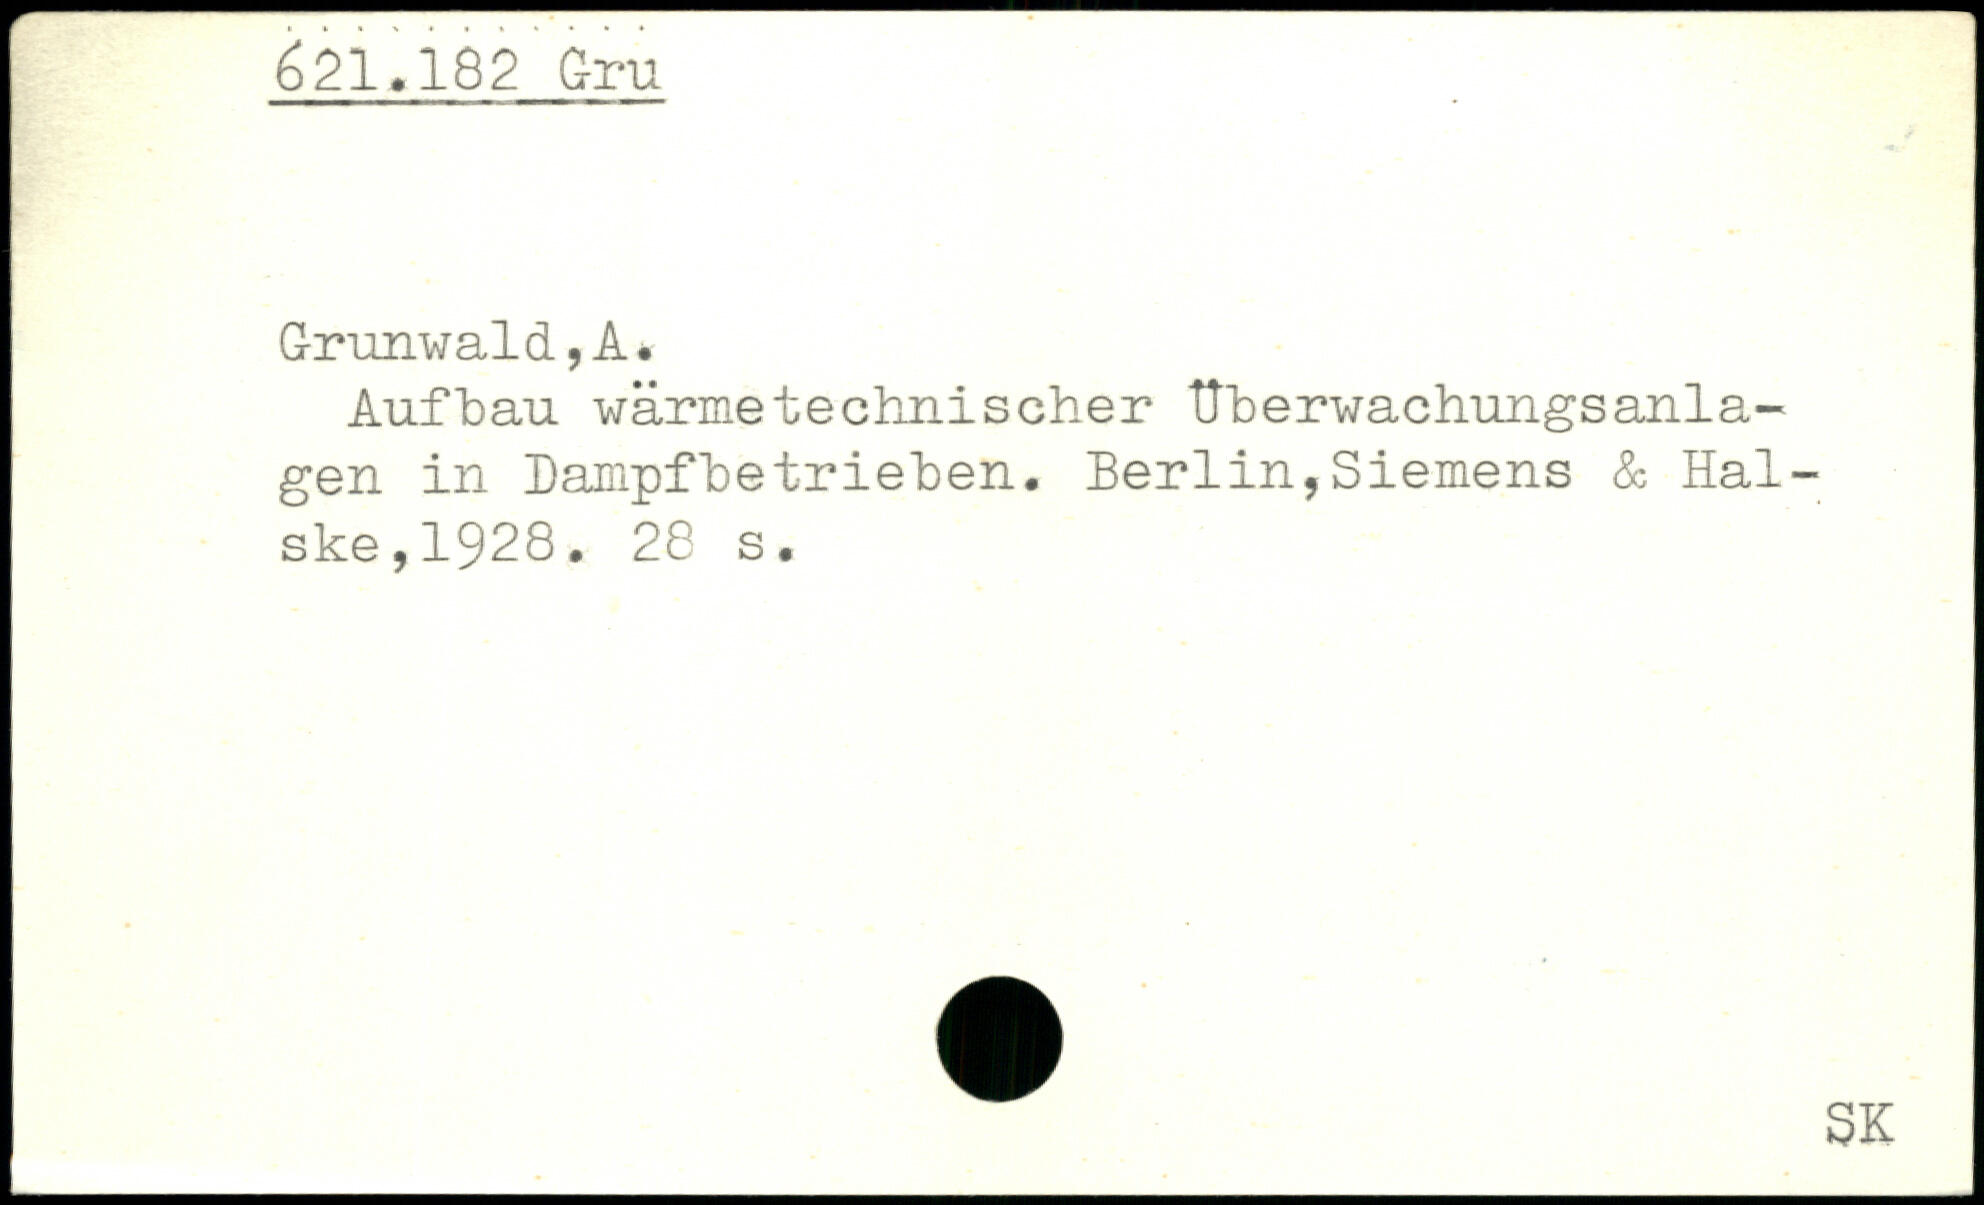 621.182 Gru
Grunwald,A.
Aufbau wärmetechnischer Überwachungsanla-
gen in Dampfbetrieben. Berlin,Siemens & Hal-
ske,1928. 28 s.
SK